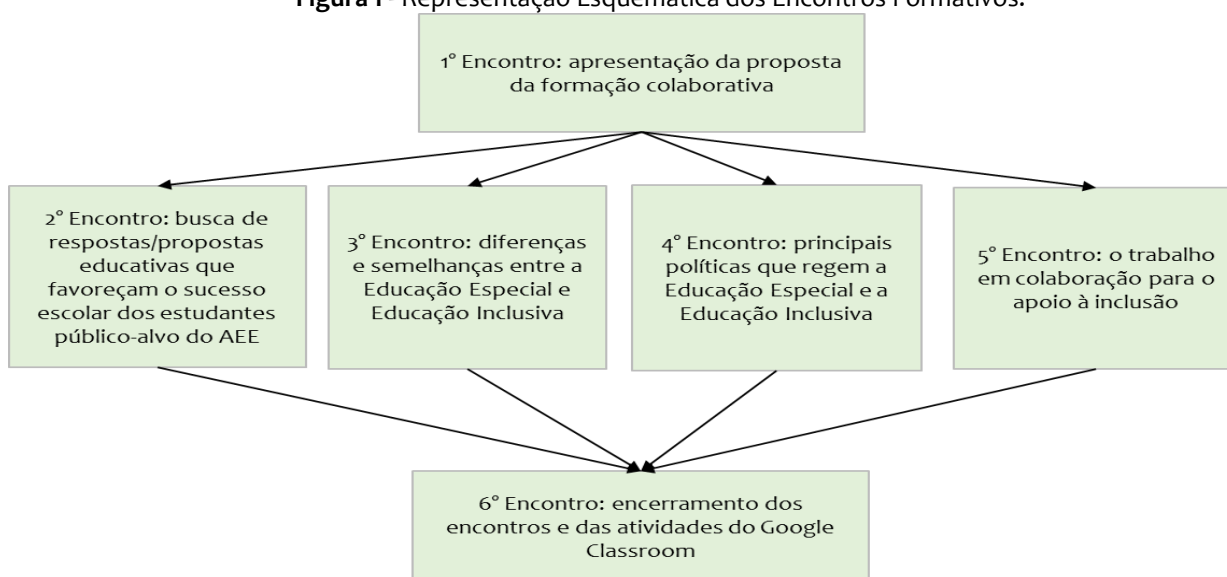 Figura 1 - Representação Esquemática dos Encontros Formativos.
1° Encontro: apresentação da proposta
da formação colaborativa
2° Encontro: busca de
respostas/propostas
educativas que
favoreçam o sucesso
escolar dos estudantes
público-alvo do AEE
3° Encontro: diferenças
e semelhanças entre a
Educação Especial e
Educação Inclusiva
4° Encontro: principais
políticas que regem a
Educação Especial e a
Educação Inclusiva
5° Encontro: o trabalho
em colaboração para o
apoio à inclusão
6° Encontro: encerramento dos
encontros e das atividades do Google
Classroom